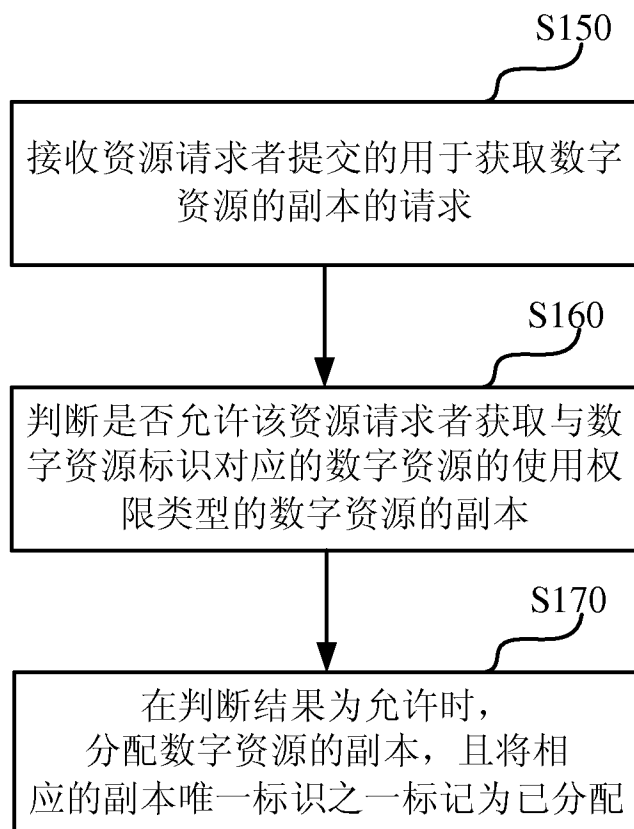 S150
接收资源请求者提交的用于获取数字
资源的副本的请求
S160
判断是否允许该资源请求者获取与数
字资源标识对应的数字资源的使用权
限类型的数字资源的副本
S170
在判断结果为允许时，
分配数字资源的副本，且将相
应的副本唯一标识之一标记为已分配